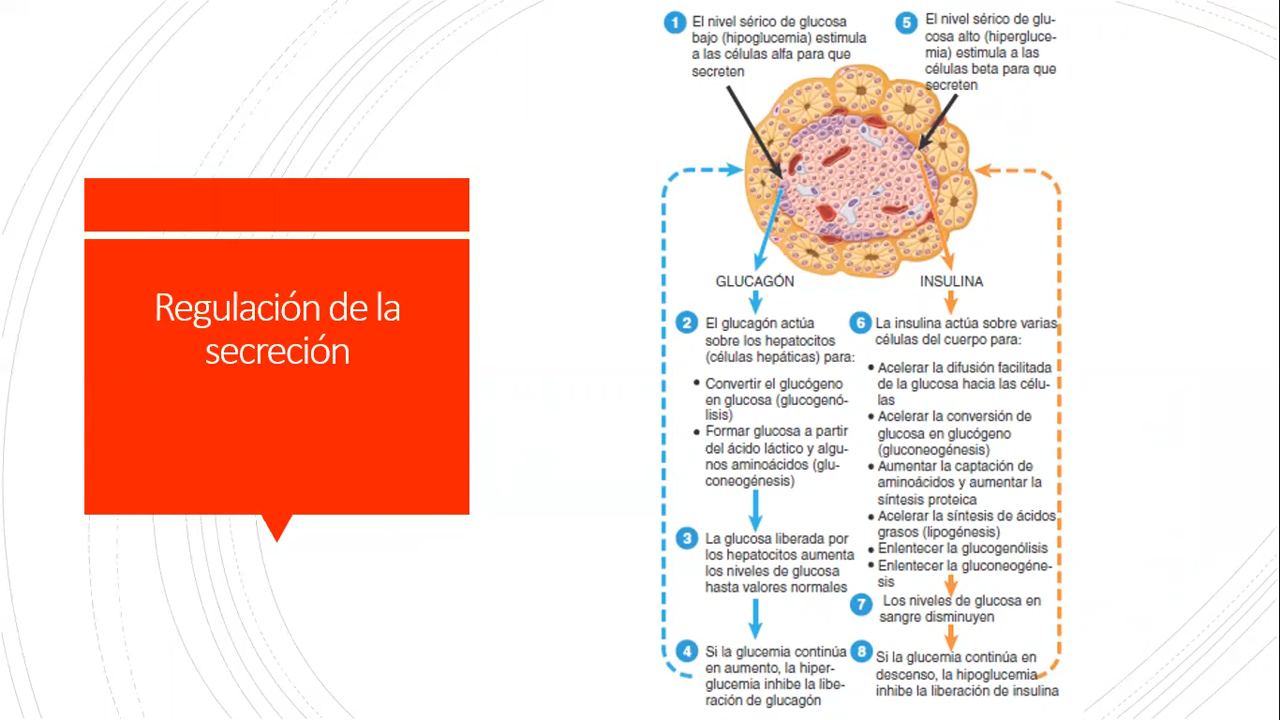 Regulación de la
secreción
1 El nivel sérico de glucosa
bajo (hipoglucemia) estimula
a las células alfa para que
secreten
5 El nivel sérico de glu-
cosa alto (hipergluce-
mia) estimula a las
células beta para que
secreten
GLUCAGÓN
2 El glucagón actúa
sobre los hepatocitos
(células hepáticas) para:
• Convertir el glucógeno
en glucosa (glucogenó-
lisis)
• Formar glucosa a partir
del ácido láctico y algu-
nos aminoácidos (glu-
coneogénesis)
3 La glucosa liberada por
los hepatocitos aumenta
los niveles de glucosa
hasta valores normales
4 Si la glucemia continúa
en aumento, la hiper-
glucemia inhibe la libe-
ración de glucagón
INSULINA
6 La insulina actúa sobre varias
células del cuerpo para:
• Acelerar la difusión facilitada
de la glucosa hacia las célu-
las
• Acelerar la conversión de
glucosa en glucógeno
(gluconeogénesis)
• Aumentar la captación de
aminoácidos y aumentar la
síntesis proteica
• Acelerar la síntesis de ácidos
grasos (lipogénesis)
• Enlentecer la glucogenólisis
• Enlentecer la gluconeogéne-
sis
7 Los niveles de glucosa en
sangre disminuyen
8 Si la glucemia continúa en
descenso, la hipoglucemia
inhibe la liberación de insulina